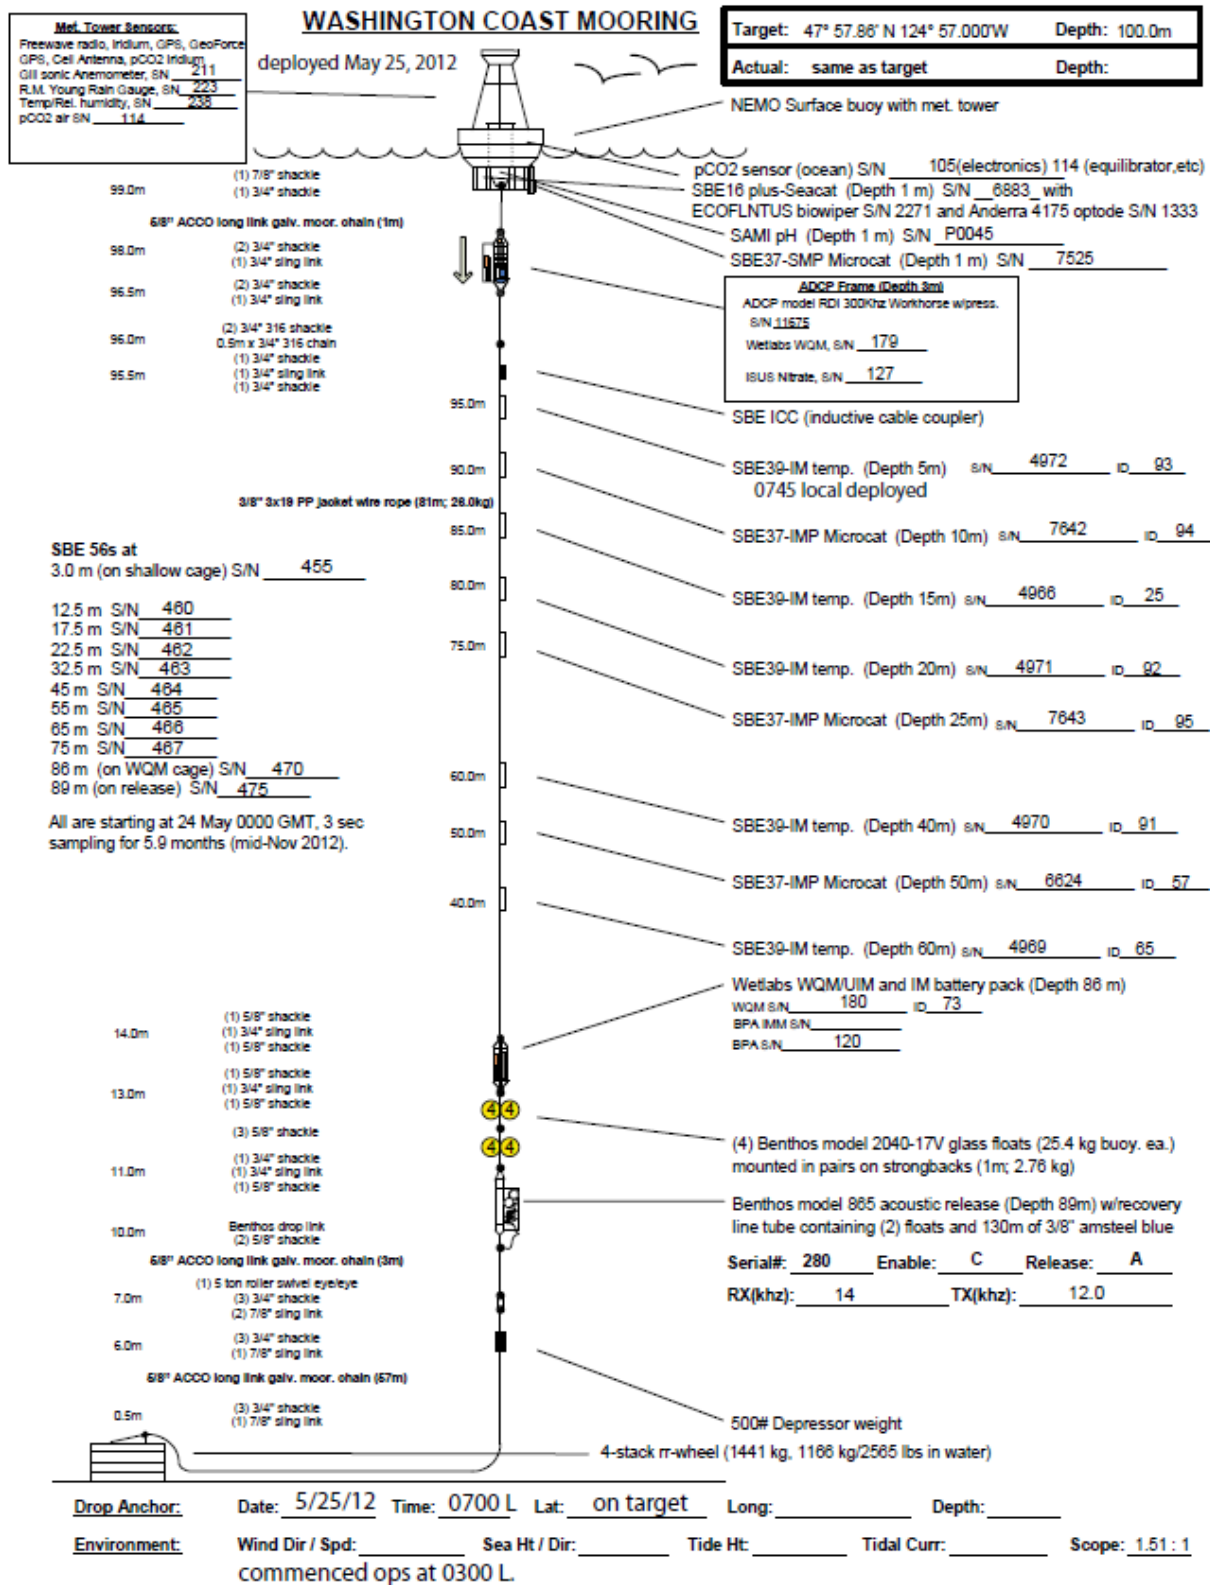 WASHINGTON COAST MOORING
deployed May 25, 2012
Met. Tower Sensors:
Freewave radio, Iridium, GPS, GeoForce
GPS, Cell Antenna, pCO2 Iridium
Gill sonic Anemometer, SN 211
R.M. Young Rain Gauge, SN 223
Temp/Rel. humidity, SN 238
pCO2 air SN 114
Target: 47° 57.86' N 124° 57.000'W Depth: 100.0m
Actual: same as target Depth:
NEMO Surface buoy with met. tower
pCO2 sensor (ocean) S/N 105(electronics) 114 (equilibrator,etc)
SBE16 plus-Seacat (Depth 1 m) S/N 6883 with
ECOFLNTUS biowiper S/N 2271 and Anderra 4175 optode S/N 1333
SAMI pH (Depth 1 m) S/N P0045
SBE37-SMP Microcat (Depth 1 m) S/N 7525
ADCP Frame (Depth 3m)
ADCP model RDI 300Khz Workhorse w/press.
S/N 11675
Wetlabs WQM, S/N 179
ISUS Nitrate, S/N 127
SBE ICC (inductive cable coupler)
SBE39-IM temp. (Depth 5m) S/N 4972 ID 93
0745 local deployed
SBE37-IMP Microcat (Depth 10m) S/N 7642 ID 94
SBE39-IM temp. (Depth 15m) S/N 4966 ID 25
SBE39-IM temp. (Depth 20m) S/N 4971 ID 92
SBE37-IMP Microcat (Depth 25m) S/N 7643 ID 95
SBE39-IM temp. (Depth 40m) S/N 4970 ID 91
SBE37-IMP Microcat (Depth 50m) S/N 6624 ID 57
SBE39-IM temp. (Depth 60m) S/N 4969 ID 65
Wetlabs WQM/UIM and IM battery pack (Depth 86 m)
WQM S/N 180 ID 73
BPA IMM S/N
BPA S/N 120
(4) Benthos model 2040-17V glass floats (25.4 kg buoy. ea.)
mounted in pairs on strongbacks (1m; 2.76 kg)
Benthos model 865 acoustic release (Depth 89m) w/recovery
line tube containing (2) floats and 130m of 3/8" amsteel blue
Serial#: 280 Enable: C Release: A
RX(khz): 14 TX(khz): 12.0
500# Depressor weight
4-stack rr-wheel (1441 kg, 1166 kg/2565 lbs in water)
(1) 7/8" shackle
99.0m (1) 3/4" shackle
5/8" ACCO long link galv. moor. chain (1m)
98.0m (2) 3/4" shackle
(1) 3/4" sling link
96.5m (2) 3/4" shackle
(1) 3/4" sling link
(2) 3/4" 316 shackle
96.0m 0.5m x 3/4" 316 chain
(1) 3/4" shackle
95.5m (1) 3/4" sling link
(1) 3/4" shackle
95.0m
90.0m
3/8" 3x19 PP jacket wire rope (81m; 26.0kg)
85.0m
80.0m
75.0m
60.0m
50.0m
40.0m
SBE 56s at
3.0 m (on shallow cage) S/N 455
12.5 m S/N 460
17.5 m S/N 461
22.5 m S/N 462
32.5 m S/N 463
45 m S/N 464
55 m S/N 465
65 m S/N 466
75 m S/N 467
86 m (on WQM cage) S/N 470
89 m (on release) S/N 475
All are starting at 24 May 0000 GMT, 3 sec
sampling for 5.9 months (mid-Nov 2012).
(1) 5/8" shackle
14.0m (1) 3/4" sling link
(1) 5/8" shackle
(1) 5/8" shackle
13.0m (1) 3/4" sling link
(1) 5/8" shackle
4 4
(3) 5/8" shackle
4 4
(1) 3/4" shackle
11.0m (1) 3/4" sling link
(1) 5/8" shackle
10.0m Benthos drop link
(2) 5/8" shackle
5/8" ACCO long link galv. moor. chain (3m)
(1) 5 ton roller swivel eye/eye
7.0m (3) 3/4" shackle
(2) 7/8" sling link
6.0m (3) 3/4" shackle
(1) 7/8" sling link
5/8" ACCO long link galv. moor. chain (57m)
0.5m (3) 3/4" shackle
(1) 7/8" sling link
Drop Anchor: Date: 5/25/12 Time: 0700 L Lat: on target Long: Depth:
Environment: Wind Dir / Spd: Sea Ht / Dir: Tide Ht: Tidal Curr: Scope: 1.51 : 1
commenced ops at 0300 L.